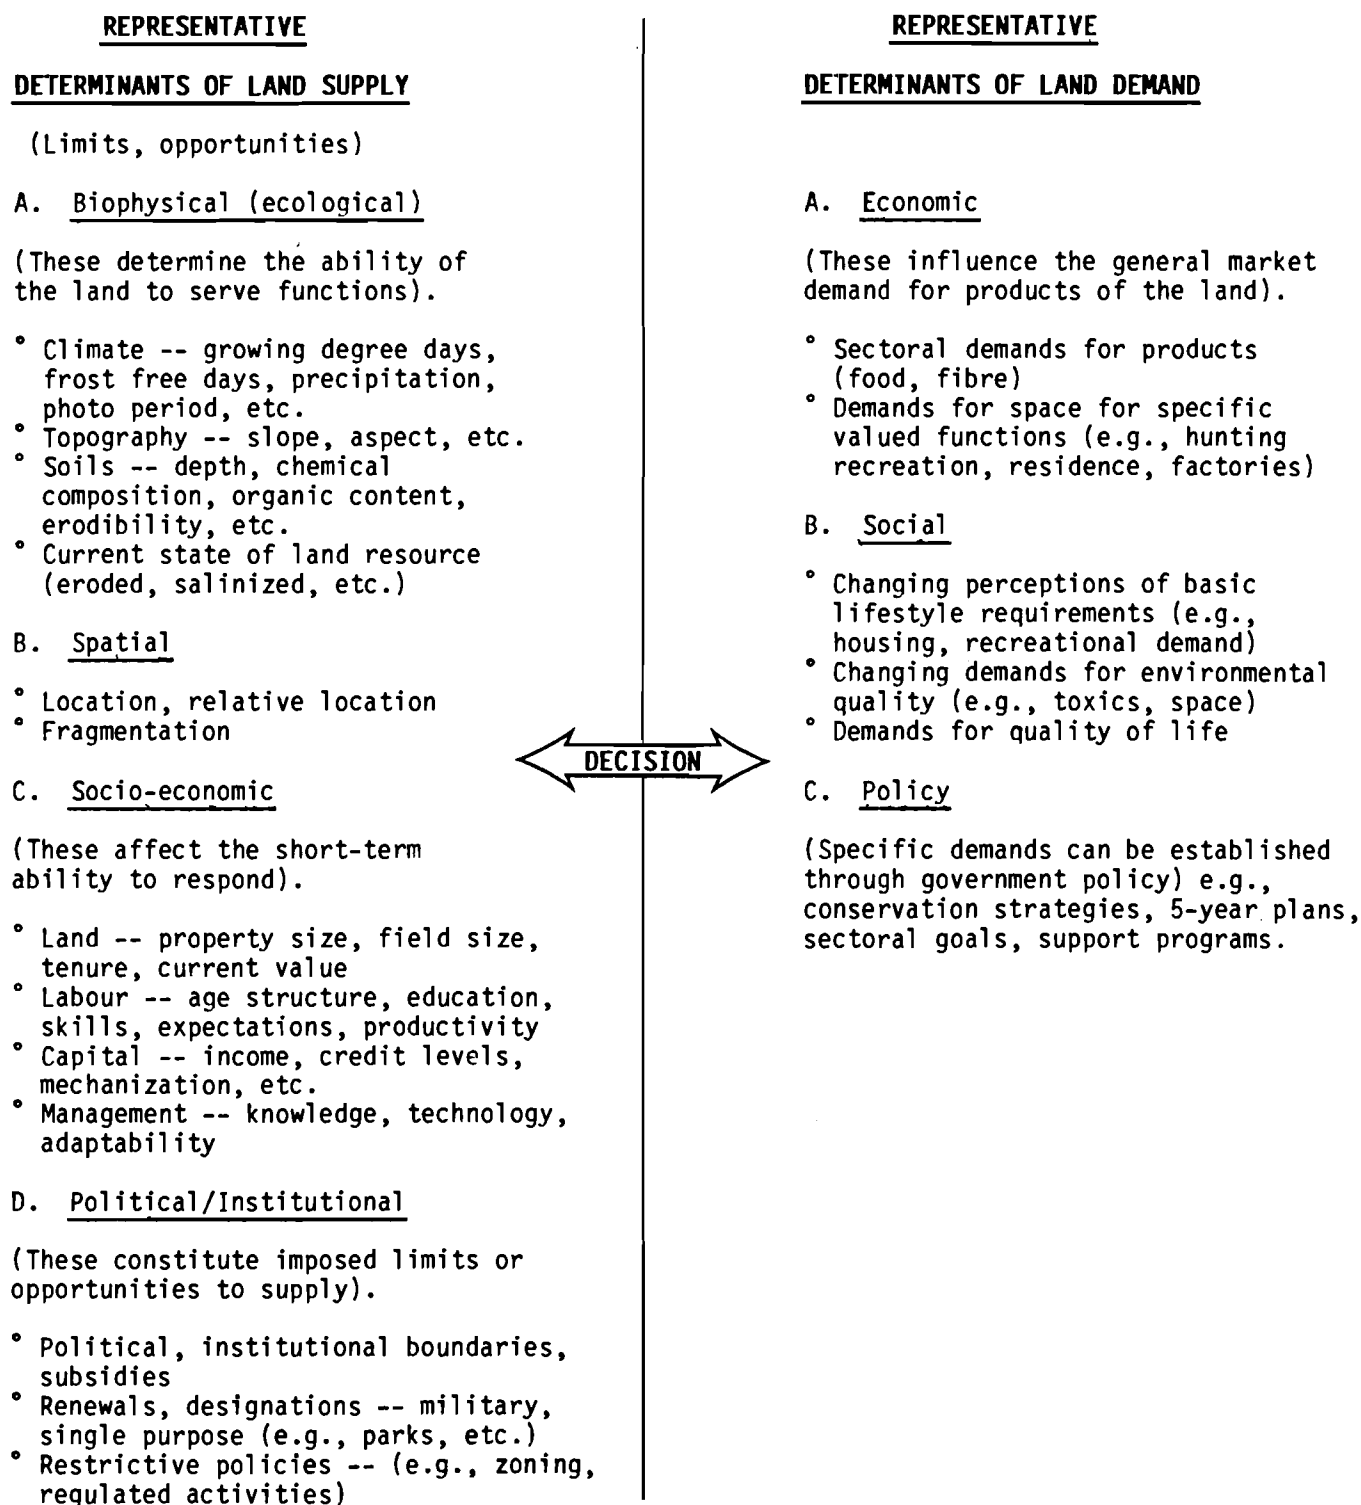 REPRESENTATIVE
DETERMINANTS OF LAND SUPPLY
(Limits, opportunities)
A. Biophysical (ecological)
(These determine the ability of
the land to serve functions).
° Climate -- growing degree days,
frost free days, precipitation,
photo period, etc.
° Topography -- slope, aspect, etc.
° Soils -- depth, chemical
composition, organic content,
erodibility, etc.
° Current state of land resource
(eroded, salinized, etc.)
B. Spatial
° Location, relative location
° Fragmentation
C. Socio-economic
(These affect the short-term
ability to respond).
° Land -- property size, field size,
tenure, current value
° Labour -- age structure, education,
skills, expectations, productivity
° Capital -- income, credit levels,
mechanization, etc.
° Management -- knowledge, technology,
adaptability
D. Political/Institutional
(These constitute imposed limits or
opportunities to supply).
° Political, institutional boundaries,
subsidies
° Renewals, designations -- military,
single purpose (e.g., parks, etc.)
° Restrictive policies -- (e.g., zoning,
regulated activities)
DECISION
REPRESENTATIVE
DETERMINANTS OF LAND DEMAND
A. Economic
(These influence the general market
demand for products of the land).
° Sectoral demands for products
(food, fibre)
° Demands for space for specific
valued functions (e.g., hunting
recreation, residence, factories)
B. Social
° Changing perceptions of basic
lifestyle requirements (e.g.,
housing, recreational demand)
° Changing demands for environmental
quality (e.g., toxics, space)
° Demands for quality of life
C. Policy
(Specific demands can be established
through government policy) e.g.,
conservation strategies, 5-year plans,
sectoral goals, support programs.